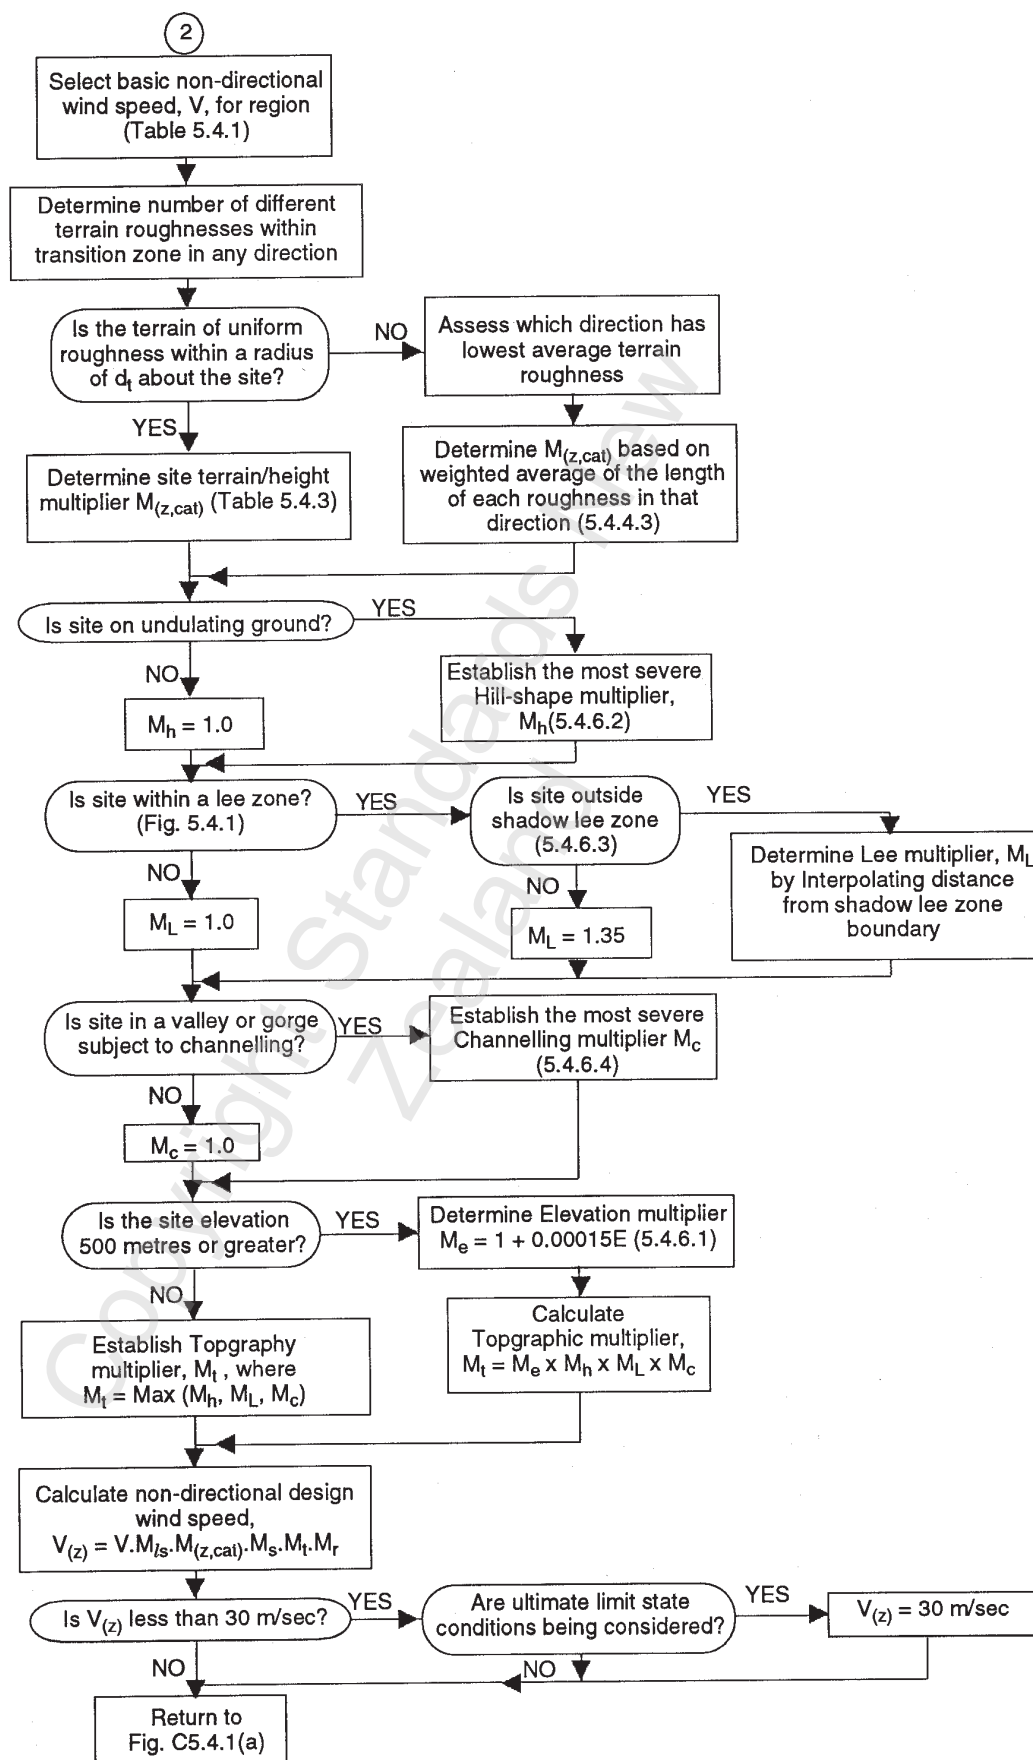 2
Select basic non-directional
wind speed, V, for region
(Table 5.4.1)
Determine number of different
terrain roughnesses within
transition zone in any direction
Is the terrain of uniform
roughness within a radius
of dt about the site?
NO
Assess which direction has
lowest average terrain
roughness
YES
Determine site terrain/height
multiplier M(z,cat) (Table 5.4.3)
Determine M(z,cat) based on
weighted average of the length
of each roughness in that
direction (5.4.4.3)
Is site on undulating ground?
YES
NO
Mh = 1.0
Establish the most severe
Hill-shape multiplier,
Mh(5.4.6.2)
Is site within a lee zone?
(Fig. 5.4.1)
YES
Is site outside
shadow lee zone
(5.4.6.3)
YES
NO
ML = 1.0
NO
ML = 1.35
Determine Lee multiplier, ML
by Interpolating distance
from shadow lee zone
boundary
Is site in a valley or gorge
subject to channelling?
YES
Establish the most severe
Channelling multiplier Mc
(5.4.6.4)
NO
Mc = 1.0
Is the site elevation
500 metres or greater?
YES
Determine Elevation multiplier
Me = 1 + 0.00015E (5.4.6.1)
NO
Establish Topgraphy
multiplier, Mt , where
Mt = Max (Mh, ML, Mc)
Calculate
Topgraphic multiplier,
Mt = Me x Mh x ML x Mc
Calculate non-directional design
wind speed,
V(z) = V.Mls.M(z,cat).Ms.Mt.Mr
Is V(z) less than 30 m/sec?
YES
Are ultimate limit state
conditions being considered?
YES
V(z) = 30 m/sec
NO
NO
Return to
Fig. C5.4.1(a)
Copyright Standards New
Zealand